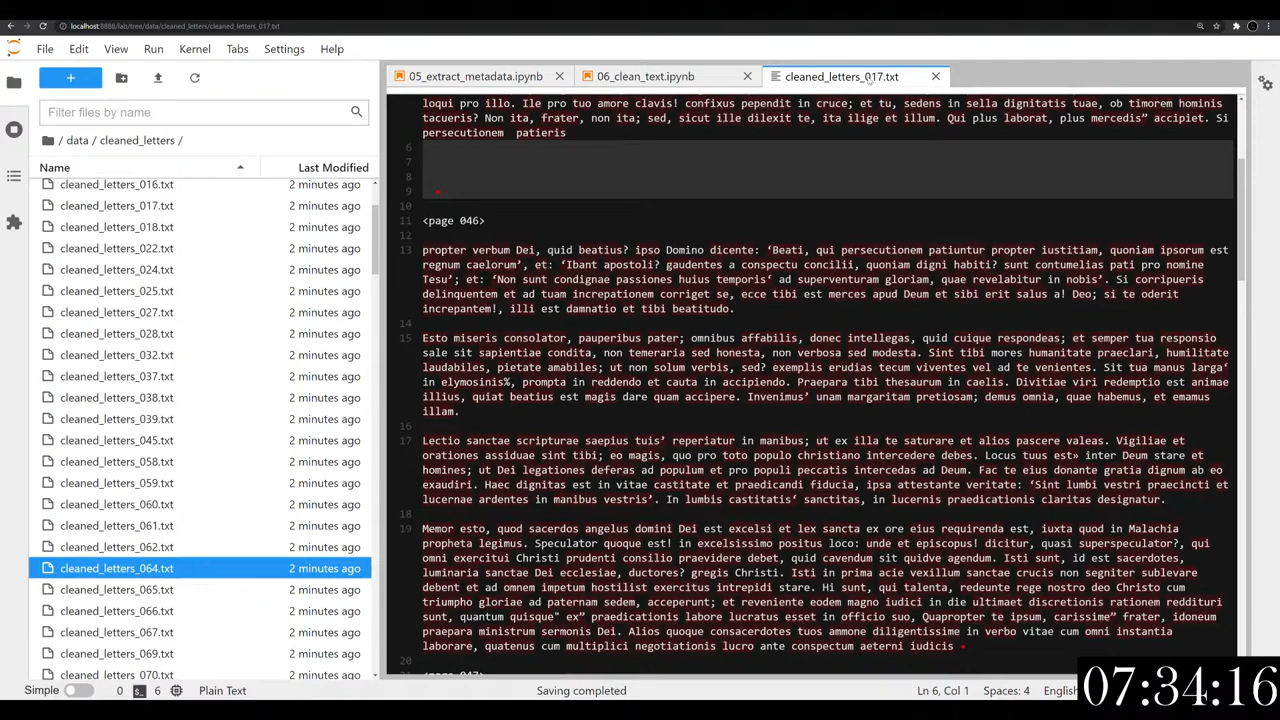 localhost:8888/lab/tree/data/cleaned_letters/cleaned_letters_017.txt
File Edit View Run Kernel Tabs Settings Help
05_extract_metadata.ipynb
06_clean_text.ipynb
cleaned_letters_017.txt
Filter files by name
/ data / cleaned_letters /
Name Last Modified
cleaned_letters_016.txt 2 minutes ago
cleaned_letters_017.txt 2 minutes ago
cleaned_letters_018.txt 2 minutes ago
cleaned_letters_022.txt 2 minutes ago
cleaned_letters_024.txt 2 minutes ago
cleaned_letters_025.txt 2 minutes ago
cleaned_letters_027.txt 2 minutes ago
cleaned_letters_028.txt 2 minutes ago
cleaned_letters_032.txt 2 minutes ago
cleaned_letters_037.txt 2 minutes ago
cleaned_letters_038.txt 2 minutes ago
cleaned_letters_039.txt 2 minutes ago
cleaned_letters_045.txt 2 minutes ago
cleaned_letters_058.txt 2 minutes ago
cleaned_letters_059.txt 2 minutes ago
cleaned_letters_060.txt 2 minutes ago
cleaned_letters_061.txt 2 minutes ago
cleaned_letters_062.txt 2 minutes ago
cleaned_letters_064.txt 2 minutes ago
cleaned_letters_065.txt 2 minutes ago
cleaned_letters_066.txt 2 minutes ago
cleaned_letters_067.txt 2 minutes ago
cleaned_letters_069.txt 2 minutes ago
cleaned_letters_070.txt 2 minutes ago
loqui pro illo. Ile pro tuo amore clavis! confixus pependit in cruce; et tu, sedens in sella dignitatis tuae, ob timorem hominis
tacueris? Non ita, frater, non ita; sed, sicut ille dilexit te, ita ilige et illum. Qui plus laborat, plus mercedis” accipiet. Si
persecutionem patieris
6
7
8
9
10
11 <page 046>
12
13 propter verbum Dei, quid beatius? ipso Domino dicente: ‘Beati, qui persecutionem patiuntur propter iustitiam, quoniam ipsorum est
regnum caelorum’, et: ‘Ibant apostoli? gaudentes a conspectu concilii, quoniam digni habiti? sunt contumelias pati pro nomine
Tesu’; et: ‘Non sunt condignae passiones huius temporis‘ ad superventuram gloriam, quae revelabitur in nobis’. Si corripueris
delinquentem et ad tuam increpationem corriget se, ecce tibi est merces apud Deum et sibi erit salus a! Deo; si te oderit
increpantem!, illi est damnatio et tibi beatitudo.
14
15 Esto miseris consolator, pauperibus pater; omnibus affabilis, donec intellegas, quid cuique respondeas; et semper tua responsio
sale sit sapientiae condita, non temeraria sed honesta, non verbosa sed modesta. Sint tibi mores humanitate praeclari, humilitate
laudabiles, pietate amabiles; ut non solum verbis, sed? exemplis erudias tecum viventes vel ad te venientes. Sit tua manus larga‘
in elymosinis%, prompta in reddendo et cauta in accipiendo. Praepara tibi thesaurum in caelis. Divitiae viri redemptio est animae
illius, quiat beatius est magis dare quam accipere. Invenimus’ unam margaritam pretiosam; demus omnia, quae habemus, et emamus
illam.
16
17 Lectio sanctae scripturae saepius tuis’ reperiatur in manibus; ut ex illa te saturare et alios pascere valeas. Vigiliae et
orationes assiduae sint tibi; eo magis, quo pro toto populo christiano intercedere debes. Locus tuus est» inter Deum stare et
homines; ut Dei legationes deferas ad populum et pro populi peccatis intercedas ad Deum. Fac te eius donante gratia dignum ab eo
exaudiri. Haec dignitas est in vitae castitate et praedicandi fiducia, ipsa attestante veritate: ‘Sint lumbi vestri praecincti et
lucernae ardentes in manibus vestris’. In lumbis castitatis‘ sanctitas, in lucernis praedicationis claritas designatur.
18
19 Memor esto, quod sacerdos angelus domini Dei est excelsi et lex sancta ex ore eius requirenda est, iuxta quod in Malachia
propheta legimus. Speculator quoque est! in excelsissimo positus loco: unde et episcopus! dicitur, quasi superspeculator?, qui
omni exercitui Christi prudenti consilio praevidere debet, quid cavendum sit quidve agendum. Isti sunt, id est sacerdotes,
luminaria sanctae Dei ecclesiae, ductores? gregis Christi. Isti in prima acie vexillum sanctae crucis non segniter sublevare
debent et ad omnem impetum hostilist exercitus intrepidi stare. Hi sunt, qui talenta, redeunte rege nostro deo Christo cum
triumpho gloriae ad paternam sedem, acceperunt; et reveniente eodem magno iudici in die ultimaet discretionis rationem reddituri
sunt, quantum quisque" ex” praedicationis labore lucratus esset in officio suo, Quapropter te ipsum, carissime” frater, idoneum
praepara ministrum sermonis Dei. Alios quoque consacerdotes tuos ammone diligentissime in verbo vitae cum omni instantia
laborare, quatenus cum multiplici negotiationis lucro ante conspectum aeterni iudicis
20
Simple 0 6 Plain Text Saving completed Ln 6, Col 1 Spaces: 4 English
07:34:16